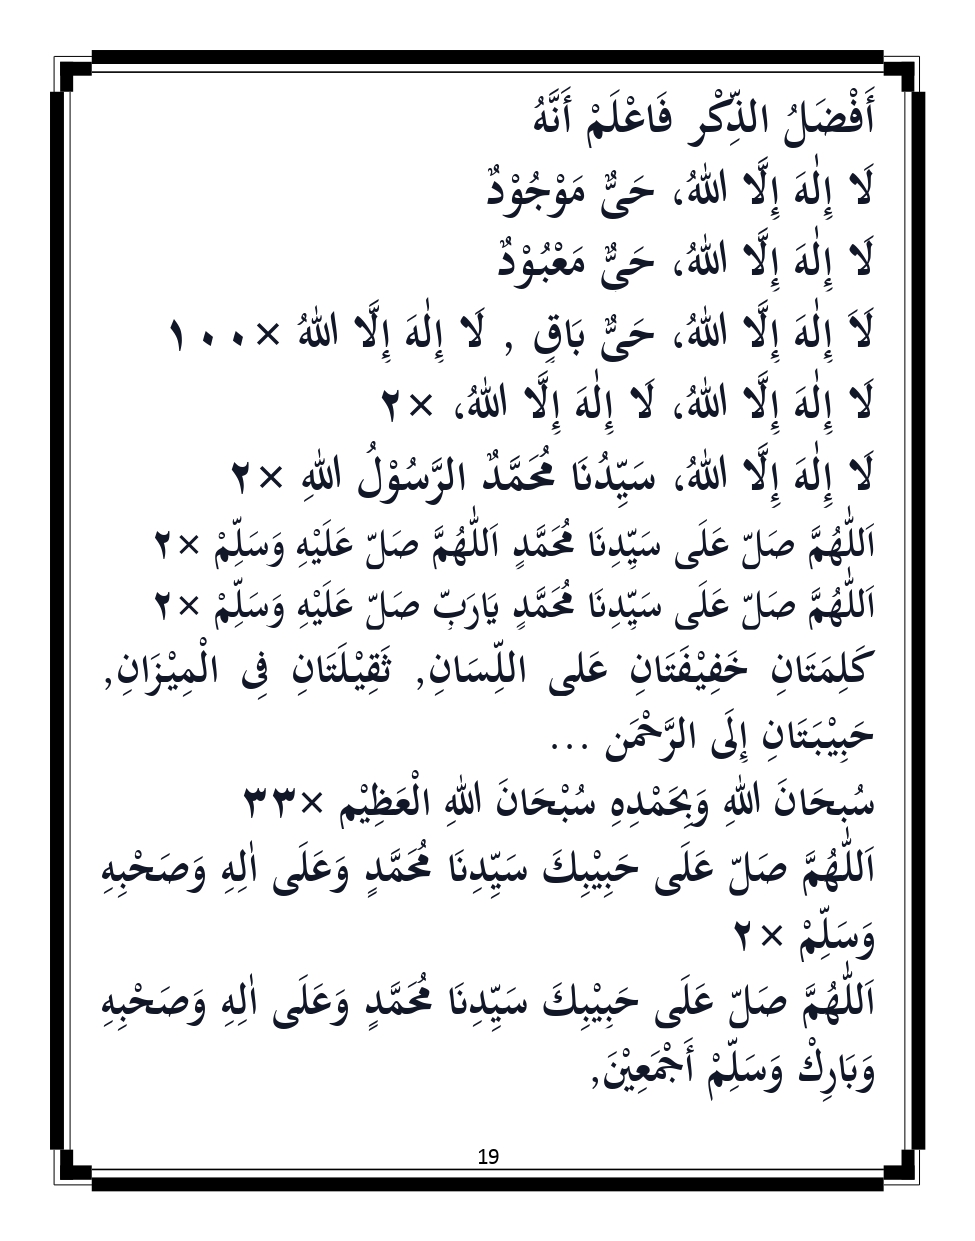 أَفْضَلُ الذِّكْر فَاعْلَمْ أَنَّهُ
لَا إِلٰهَ إِلَّا اللهُ، حَىٌّ مَوْجُوْدٌ
لَا إِلٰهَ إِلَّا اللهُ، حَىٌّ مَعْبُوْدٌ
لَاَ إِلٰهَ إِلَّا اللهُ، حَىٌّ بَاقٍ , لَا إِلٰهَ إِلَّا اللهُ ×١٠٠
لَا إِلٰهَ إِلَّا اللهُ، لَا إِلٰهَ إِلَّا اللهُ، ×٢
لَا إِلٰهَ إِلَّا اللهُ، سَيِّدُنَا مُحَمَّدٌ الرَّسُوْلُ اللهِ ×٢
اَللّٰهُمَّ صَلّ عَلَى سَيِّدِنَا مُحَمَّدٍ اَللّٰهُمَّ صَلّ عَلَيْهِ وَسَلِّمْ ×٢
اَللّٰهُمَّ صَلّ عَلَى سَيِّدِنَا مُحَمَّدٍ يَارَبِّ صَلّ عَلَيْهِ وَسَلِّمْ ×٢
كَلِمَتَانِ خَفِيْفَتَانِ عَلى اللِّسَانِ, ثَقِيْلَتَانِ فِى الْمِيْزَانِ,
حَبِيْبَتَانِ إِلَى الرَّحْمَن ...
سُبحَانَ اللهِ وَبِحَمْدِهِ سُبْحَانَ اللهِ الْعَظِيْم ×٣٣
اَللّٰهُمَّ صَلّ عَلَى حَبِيْبِكَ سَيِّدِنَا مُحَمَّدٍ وَعَلَى اٰلِهِ وَصَحْبِهِ
وَسَلِّمْ ×٢
اَللّٰهُمَّ صَلّ عَلَى حَبِيْبِكَ سَيِّدِنَا مُحَمَّدٍ وَعَلَى اٰلِهِ وَصَحْبِهِ
وَبَارِكْ وَسَلِّمْ أَجْمَعِيْنَ,
19